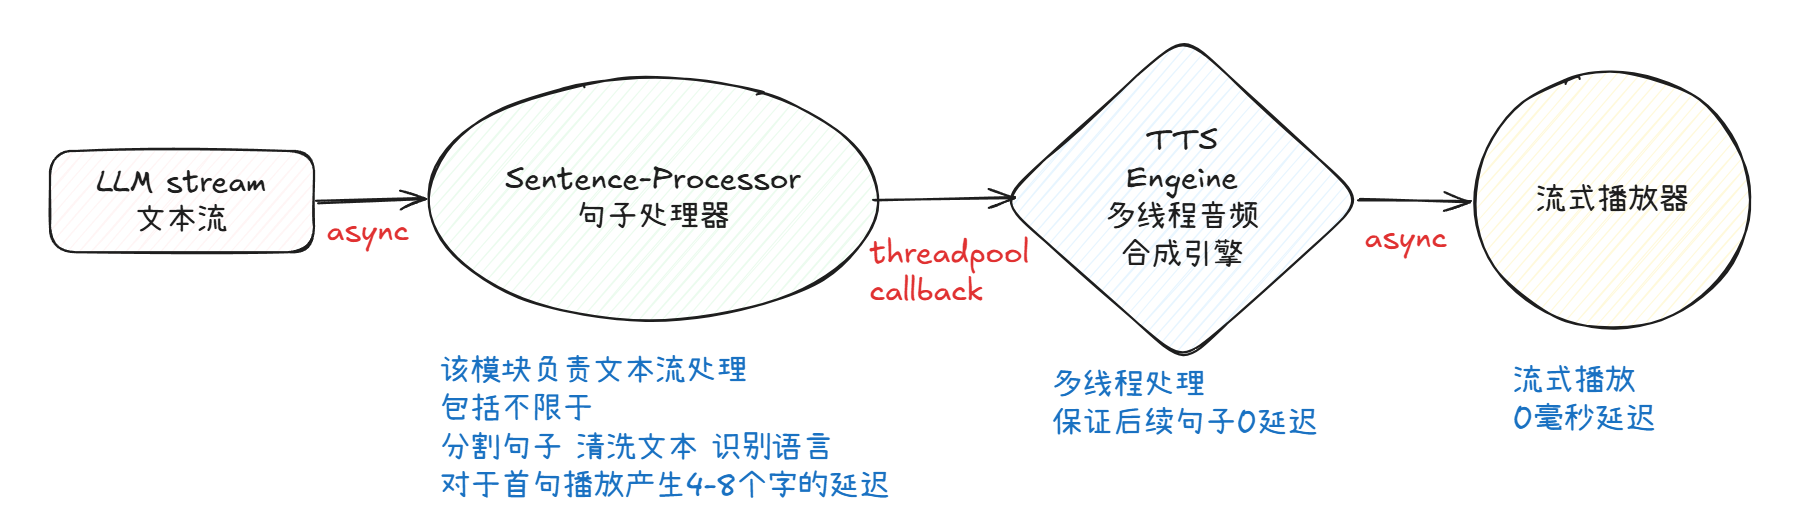 LLM stream
文本流
async
Sentence-Processor
句子处理器
threadpool
callback
TTS
Engeine
多线程音频
合成引擎
async
流式播放器
该模块负责文本流处理
包括不限于
分割句子 清洗文本 识别语言
对于首句播放产生4-8个字的延迟
多线程处理
保证后续句子0延迟
流式播放
0毫秒延迟